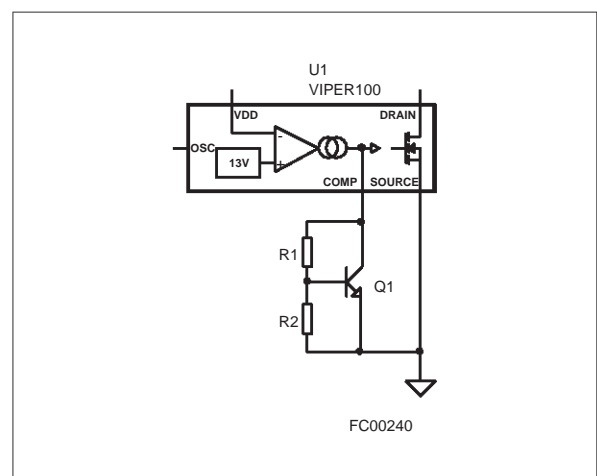 U1
VIPER100
VDD
DRAIN
OSC
-
13V
+
COMP
SOURCE
R1
Q1
R2
FC00240